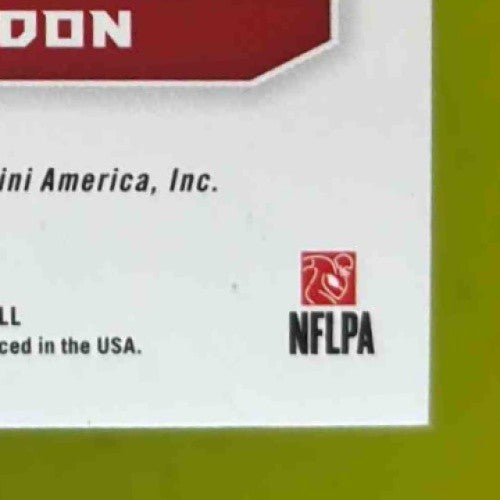 DON
ini America, Inc.
LL
ced in the USA.
NFLPA